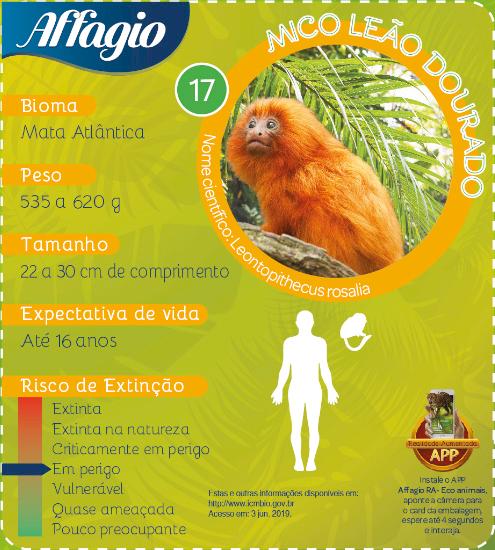 Affagio
MICO LEÃO DOURADO
17
Nome científico: Leontopithecus rosalia
Bioma
Mata Atlântica
Peso
535 a 620 g
Tamanho
22 a 30 cm de comprimento
Expectativa de vida
Até 16 anos
Risco de Extinção
Extinta
Extinta na natureza
Criticamente em perigo
Em perigo
Vulnerável
Quase ameaçada
Pouco preocupante
Estas e outras informações disponíveis em:
http://www.icmbio.gov.br
Acesso em: 3 jun. 2019.
Realidade Aumentada
APP
Instale o APP
Affagio RA - Eco animais,
aponte a câmera para
o card da embalagem,
espere até 4 segundos
e interaja.